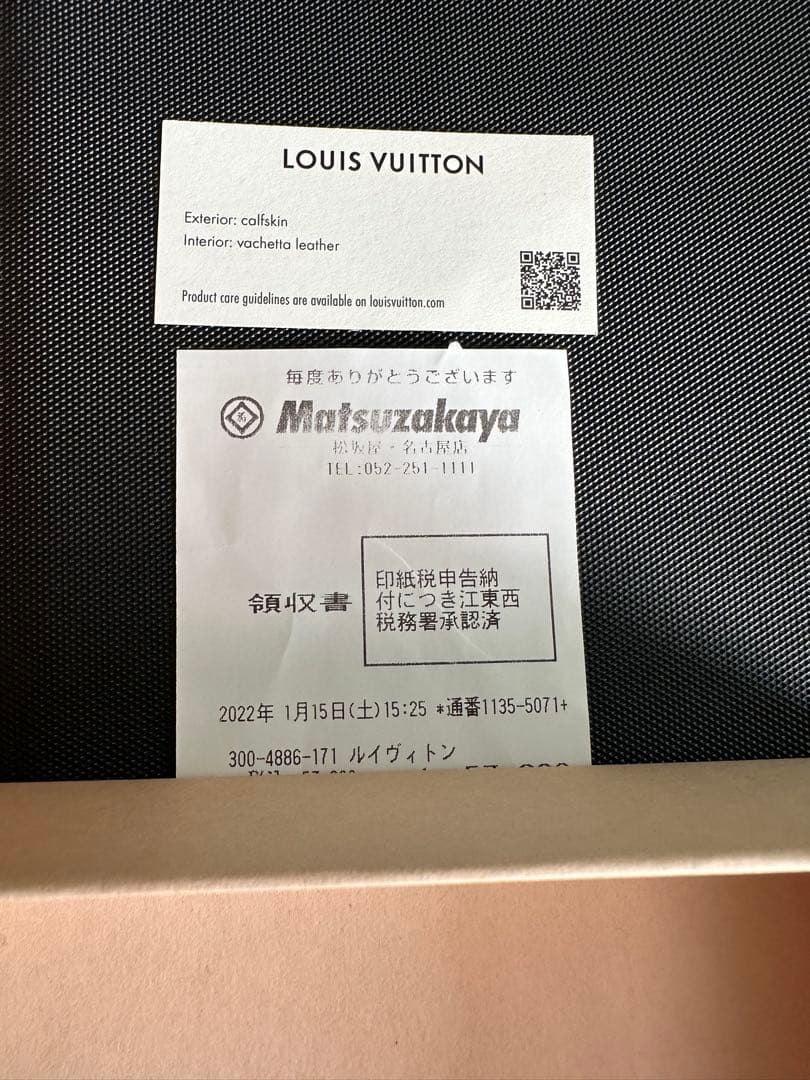 LOUIS VUITTON
Exterior: calfskin
Interior: vachetta leather
Product care guidelines are available on louisvuitton.com
毎度ありがとうございます
Matsuzakaya
松坂屋・名古屋店
TEL:052-251-1111
領収書
印紙税申告納
付につき江東西
税務署承認済
2022年 1月15日(土)15:25 *通番1135-5071+
300-4886-171 ルイヴィトン